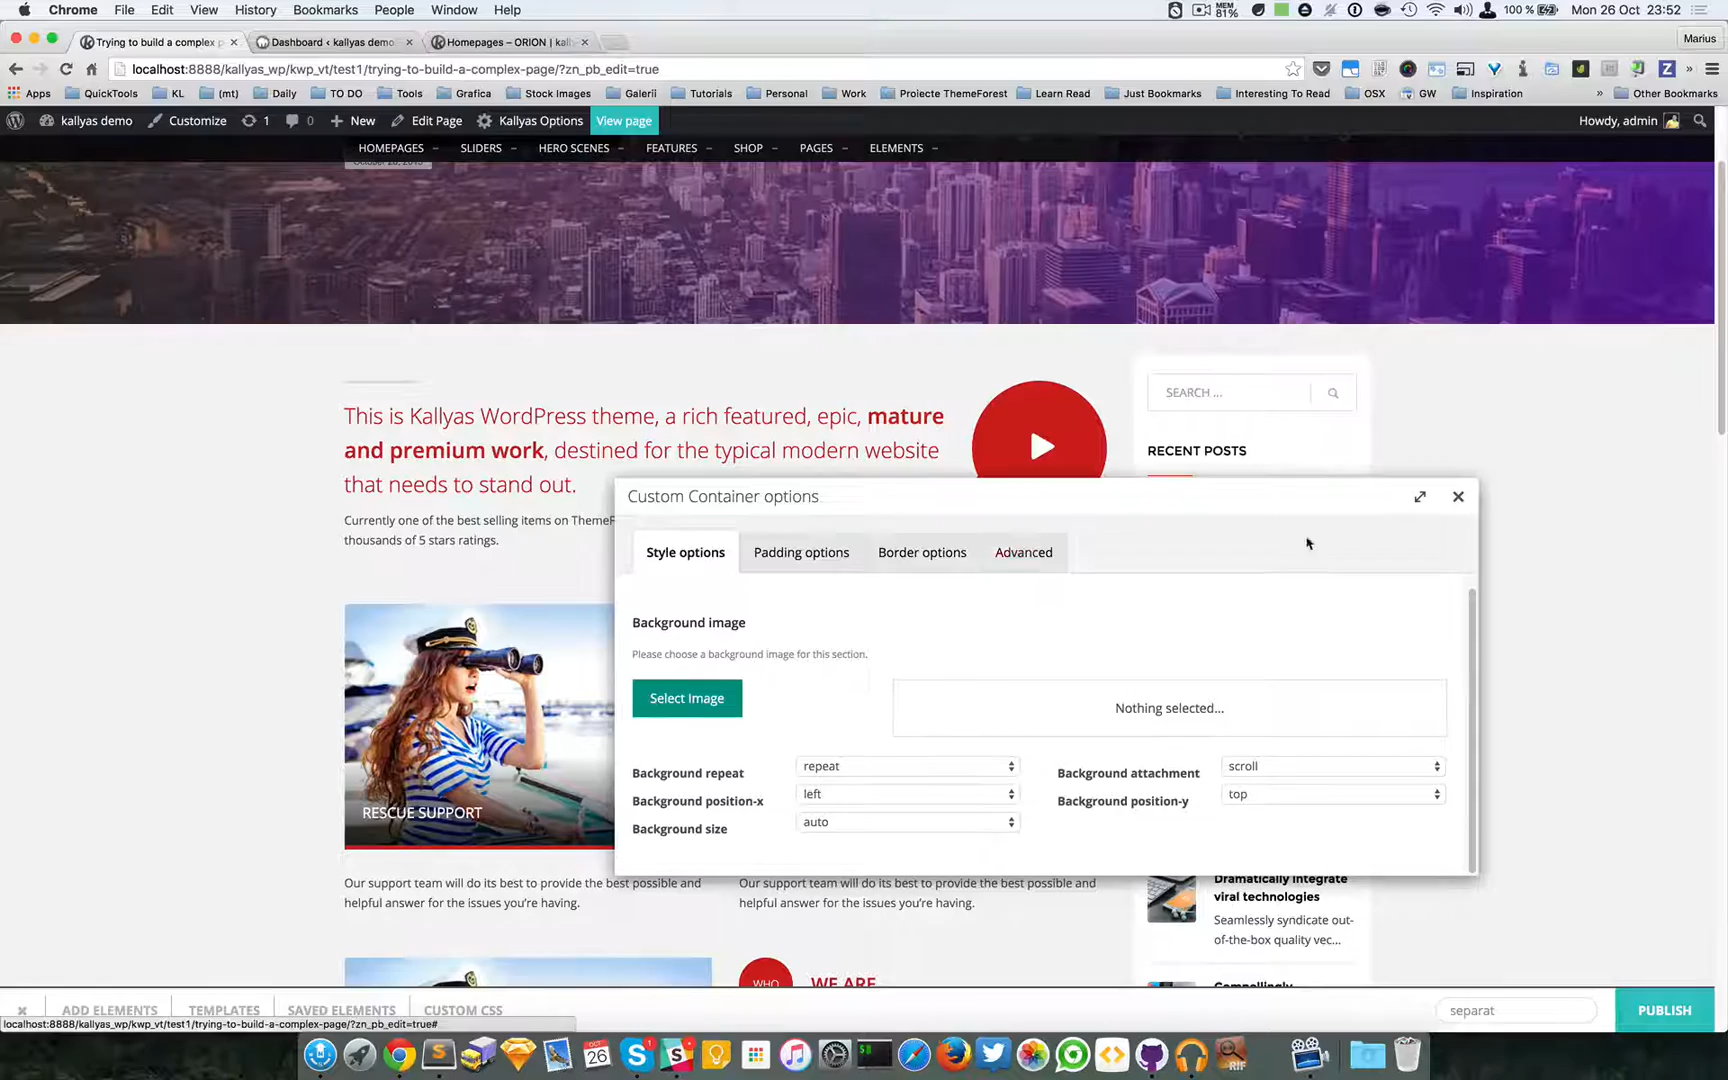 Chrome File Edit View History Bookmarks People Window Help
MEM 81% 100 % Mon 26 Oct 23:52
Trying to build a complex p
Dashboard ‹ kallyas demo
Homepages – ORION | kall
Marius
localhost:8888/kallyas_wp/kwp_vt/test1/trying-to-build-a-complex-page/?zn_pb_edit=true
Apps QuickTools KL (mt) Daily TO DO Tools Grafica Stock Images Galerii Tutorials Personal Work Proiecte ThemeForest Learn Read Just Bookmarks Interesting To Read OSX GW Inspiration » Other Bookmarks
kallyas demo Customize 1 0 New Edit Page Kallyas Options View page Howdy, admin
HOMEPAGES SLIDERS HERO SCENES FEATURES SHOP PAGES ELEMENTS
This is Kallyas WordPress theme, a rich featured, epic, mature
and premium work, destined for the typical modern website
that needs to stand out.
Currently one of the best selling items on ThemeF
thousands of 5 stars ratings.
SEARCH ...
RECENT POSTS
Custom Container options
Style options Padding options Border options Advanced
Background image
Please choose a background image for this section.
Select Image
Nothing selected...
Background repeat repeat Background attachment scroll
Background position-x left Background position-y top
Background size auto
RESCUE SUPPORT
Our support team will do its best to provide the best possible and
helpful answer for the issues you're having.
Our support team will do its best to provide the best possible and
helpful answer for the issues you're having.
Dramatically integrate
viral technologies
Seamlessly syndicate out-
of-the-box quality vec...
WHO
WE ARE
ADD ELEMENTS TEMPLATES SAVED ELEMENTS CUSTOM CSS
separat
PUBLISH
localhost:8888/kallyas_wp/kwp_vt/test1/trying-to-build-a-complex-page/?zn_pb_edit=true#
OCT
26
1
RIF